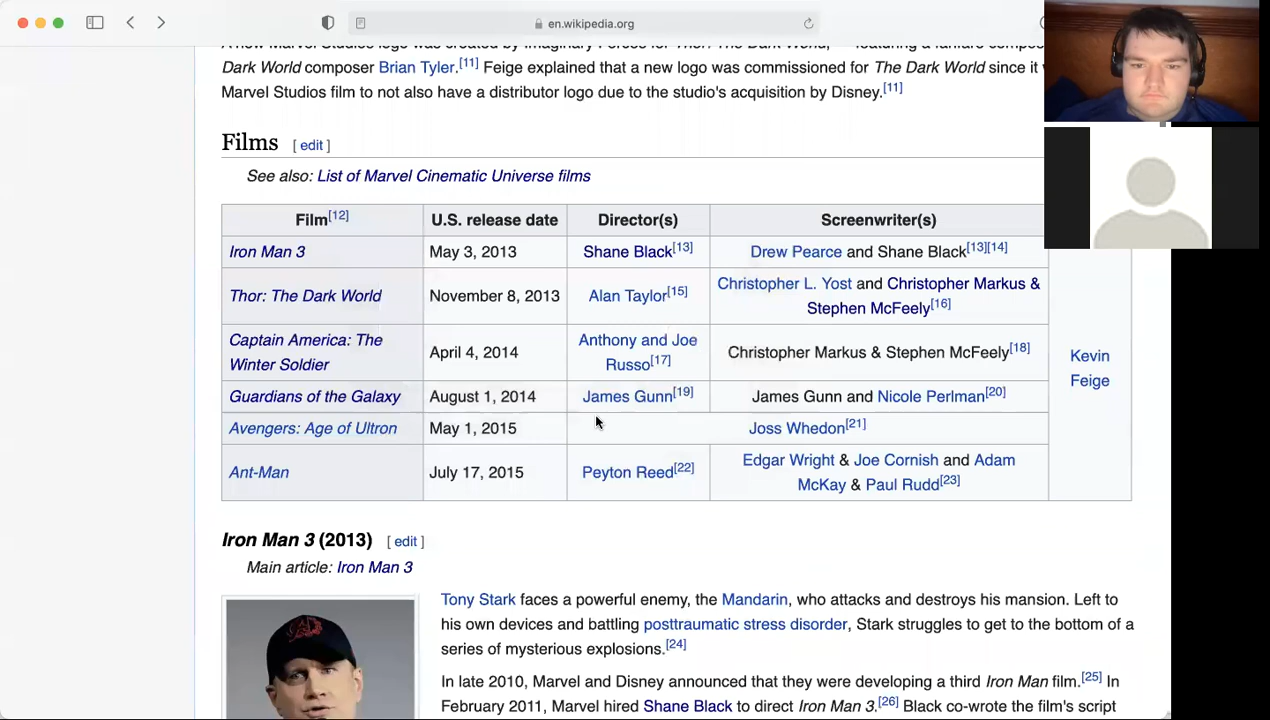 en.wikipedia.org
A new Marvel Studios logo was created by Imaginary Forces for Thor: The Dark World, featuring a fanfare
Dark World composer Brian Tyler.[11] Feige explained that a new logo was commissioned for The Dark World since it
Marvel Studios film to not also have a distributor logo due to the studio's acquisition by Disney.[11]
Films [ edit ]
See also: List of Marvel Cinematic Universe films
Film[12] U.S. release date Director(s) Screenwriter(s)
Iron Man 3 May 3, 2013 Shane Black[13] Drew Pearce and Shane Black[13][14]
Thor: The Dark World November 8, 2013 Alan Taylor[15] Christopher L. Yost and Christopher Markus &
Stephen McFeely[16]
Captain America: The
Winter Soldier April 4, 2014 Anthony and Joe
Russo[17] Christopher Markus & Stephen McFeely[18]
Kevin
Feige
Guardians of the Galaxy August 1, 2014 James Gunn[19] James Gunn and Nicole Perlman[20]
Avengers: Age of Ultron May 1, 2015 Joss Whedon[21]
Ant-Man July 17, 2015 Peyton Reed[22] Edgar Wright & Joe Cornish and Adam
McKay & Paul Rudd[23]
Iron Man 3 (2013) [ edit ]
Main article: Iron Man 3
Tony Stark faces a powerful enemy, the Mandarin, who attacks and destroys his mansion. Left to
his own devices and battling posttraumatic stress disorder, Stark struggles to get to the bottom of a
series of mysterious explosions.[24]
In late 2010, Marvel and Disney announced that they were developing a third Iron Man film.[25] In
February 2011, Marvel hired Shane Black to direct Iron Man 3.[26] Black co-wrote the film's script